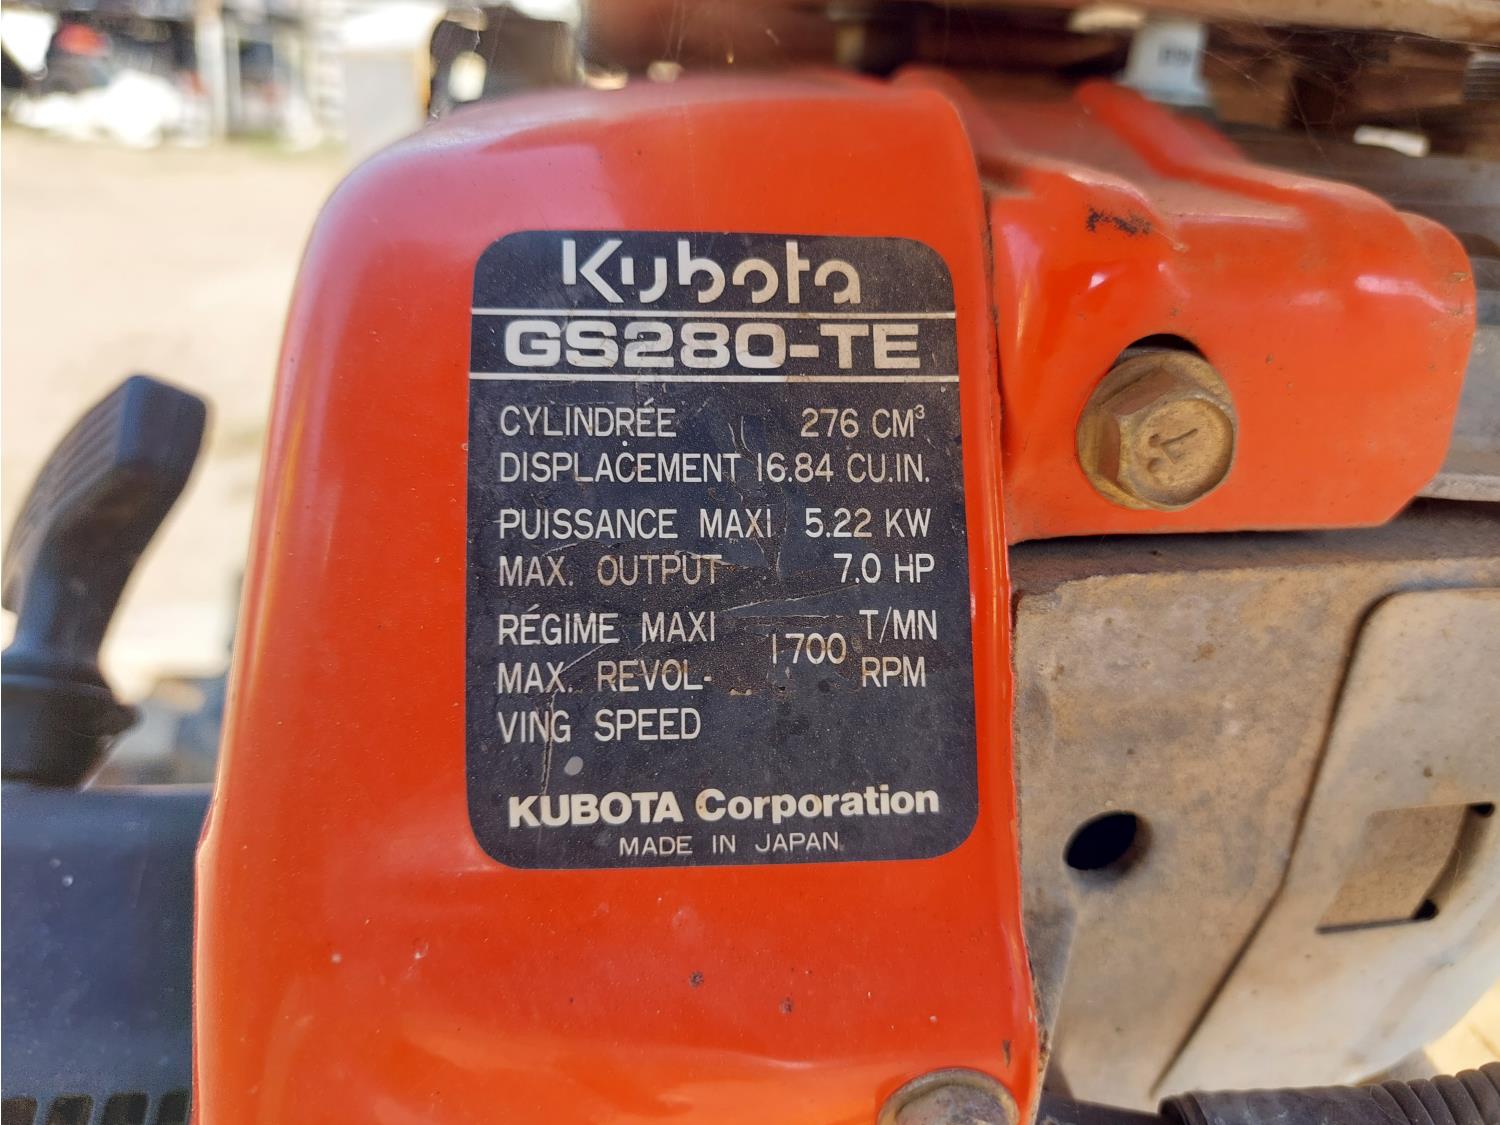 Kubota
GS280-TE
CYLINDRÉE 276 CM³
DISPLACEMENT 16.84 CU.IN.
PUISSANCE MAXI 5.22 KW
MAX. OUTPUT 7.0 HP
RÉGIME MAXI 1700 T/MN
MAX. REVOL- RPM
VING SPEED
KUBOTA Corporation
MADE IN JAPAN